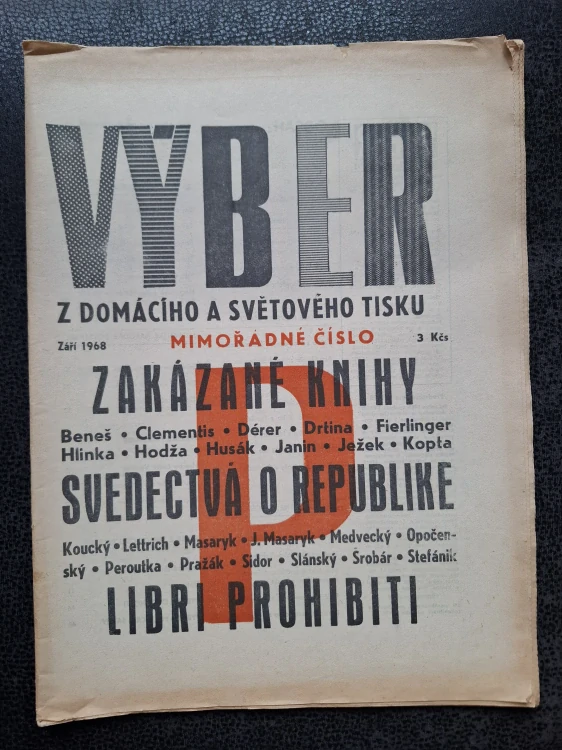 VÝBER
Z DOMÁCÍHO A SVĚTOVÉHO TISKU
Září 1968 MIMOŘÁDNÉ ČÍSLO 3 Kčs
ZAKÁZANÉ KNIHY
Beneš • Clementis • Dérer • Drtina • Fierlinger
Hlinka • Hodža • Husák • Janin • Ježek • Kopta
SVEDECTVÁ O REPUBLIKE
Koucký • Lettrich • Masaryk • J. Masaryk • Medvecký • Opočen-
ský • Peroutka • Pražák • Sidor • Slánský • Šrobár • Stefánik
LIBRI PROHIBITI
P